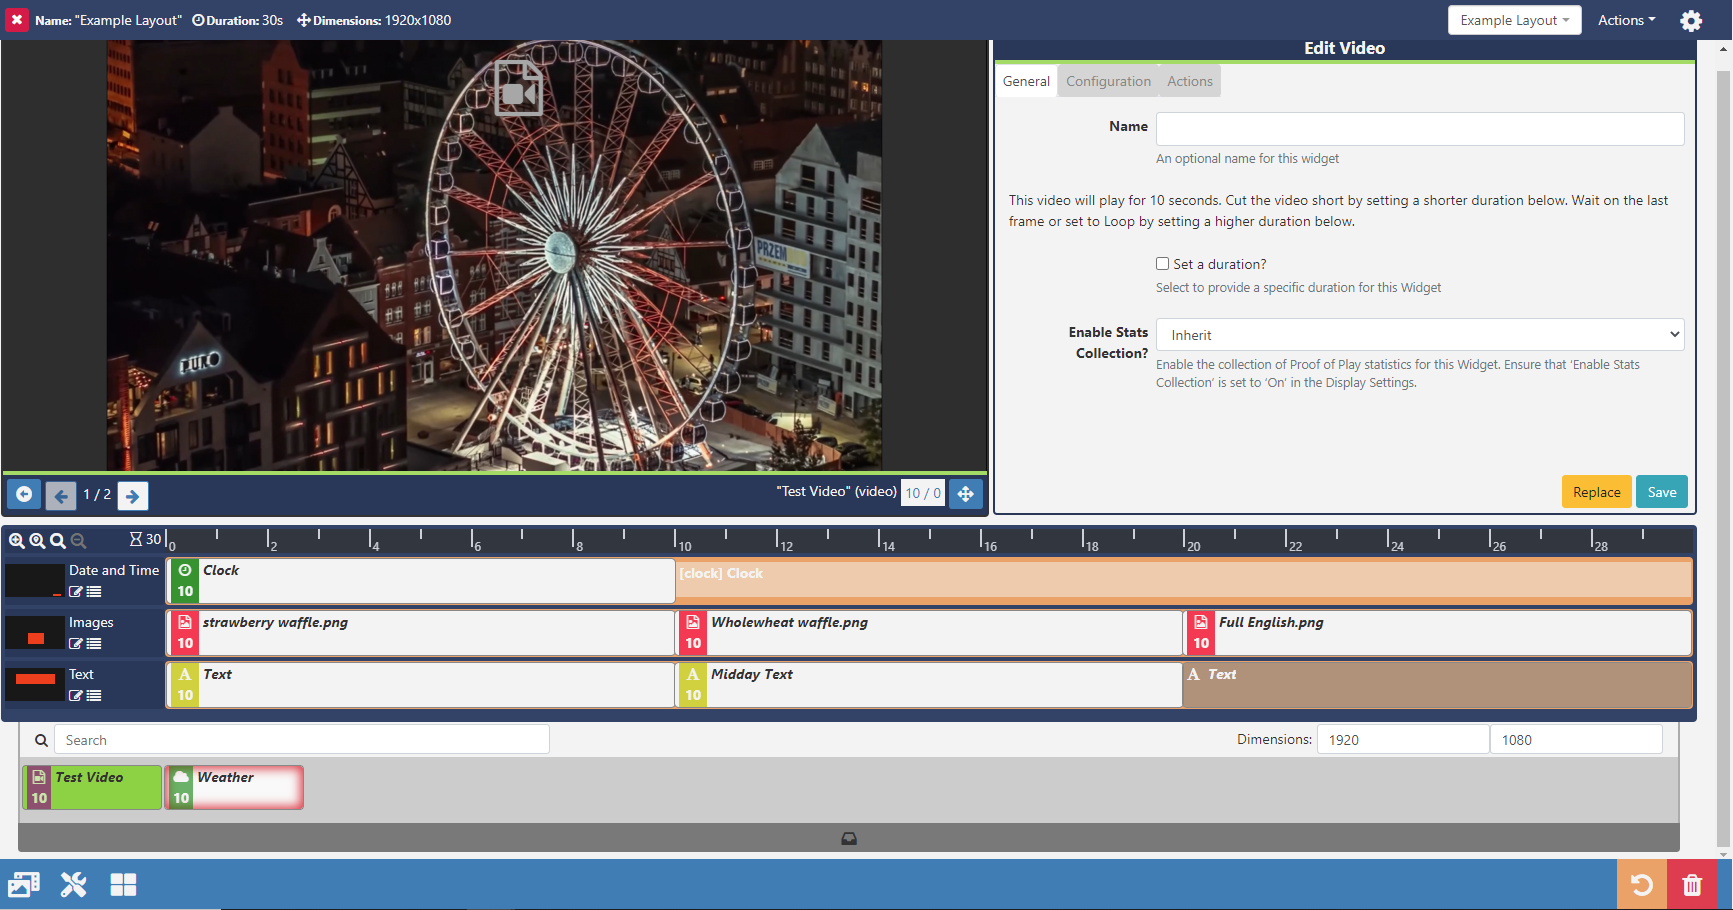 Name: "Example Layout" Duration: 30s Dimensions: 1920x1080
Example Layout Actions
PRZEM
PURO
"Test Video" (video) 10 / 0
1 / 2
Edit Video
General Configuration Actions
Name
An optional name for this widget
This video will play for 10 seconds. Cut the video short by setting a shorter duration below. Wait on the last
frame or set to Loop by setting a higher duration below.
Set a duration?
Select to provide a specific duration for this Widget
Enable Stats
Collection?
Inherit
Enable the collection of Proof of Play statistics for this Widget. Ensure that ‘Enable Stats
Collection’ is set to ‘On’ in the Display Settings.
Replace Save
30 0 2 4 6 8 10 12 14 16 18 20 22 24 26 28
Date and Time
Clock
10
[clock] Clock
Images
strawberry waffle.png
10
Wholewheat waffle.png
10
Full English.png
10
Text
A Text
10
A Midday Text
10
A Text
Search
Dimensions: 1920 1080
Test Video
10
Weather
10